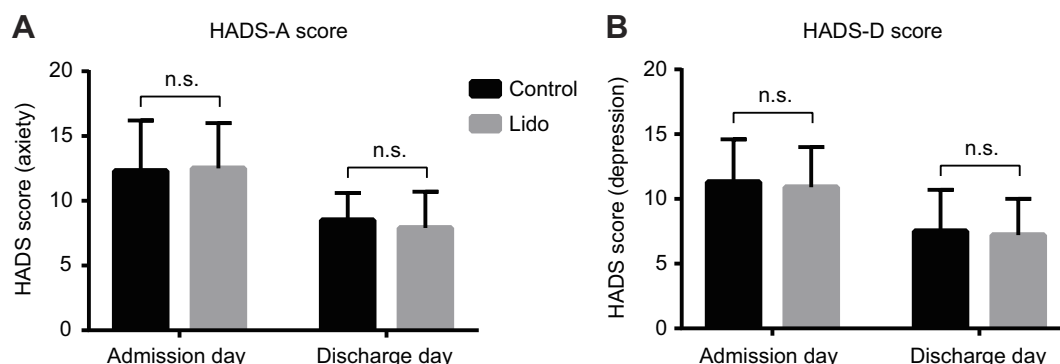 A
HADS-A score
HADS score (axiety)
20
15
10
5
0
n.s.
n.s.
Admission day
Discharge day
Control
Lido
B
HADS-D score
HADS score (depression)
20
15
10
5
0
n.s.
n.s.
Admission day
Discharge day